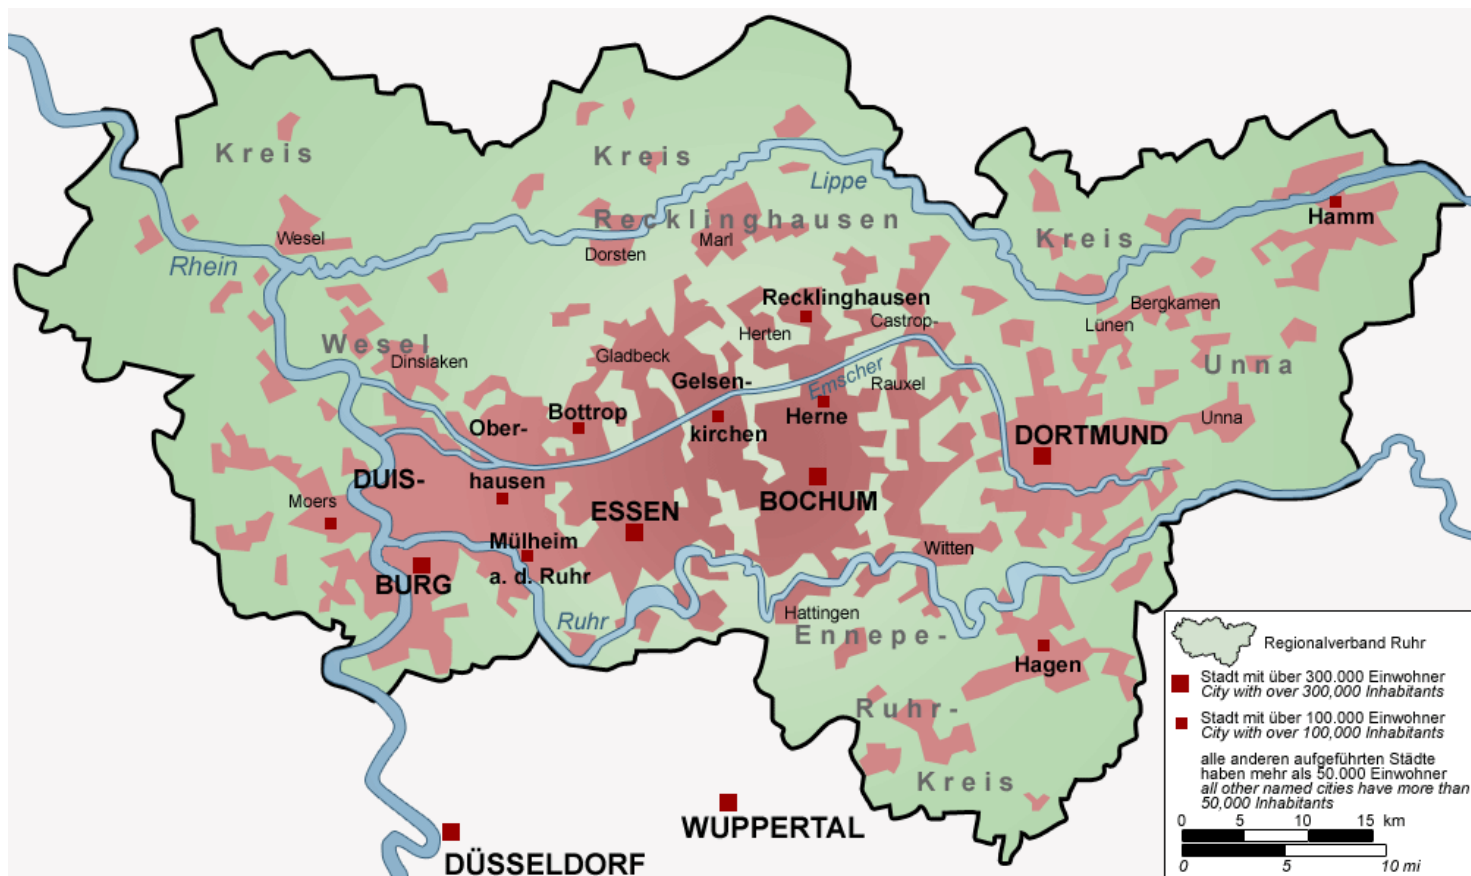 Kreis
Kreis
Lippe
Recklinghausen
Hamm
Wesel
Marl
Kreis
Rhein
Dorsten
Recklinghausen
Bergkamen
Herten
Castrop-
Lünen
Wesel
Dinslaken
Gladbeck
Unna
Gelsen-
Emscher
Rauxel
Bottrop
Herne
Unna
Ober-
kirchen
DORTMUND
DUIS-
hausen
Moers
ESSEN
BOCHUM
Mülheim
Witten
BURG
a. d. Ruhr
Ruhr
Hattingen
Ennepe-
Hagen
Ruhr-
Kreis
WUPPERTAL
DÜSSELDORF
Regionalverband Ruhr
Stadt mit über 300.000 Einwohner
City with over 300,000 Inhabitants
Stadt mit über 100.000 Einwohner
City with over 100,000 Inhabitants
alle anderen aufgeführten Städte
haben mehr als 50.000 Einwohner
all other named cities have more than
50,000 Inhabitants
0 5 10 15 km
0 5 10 mi